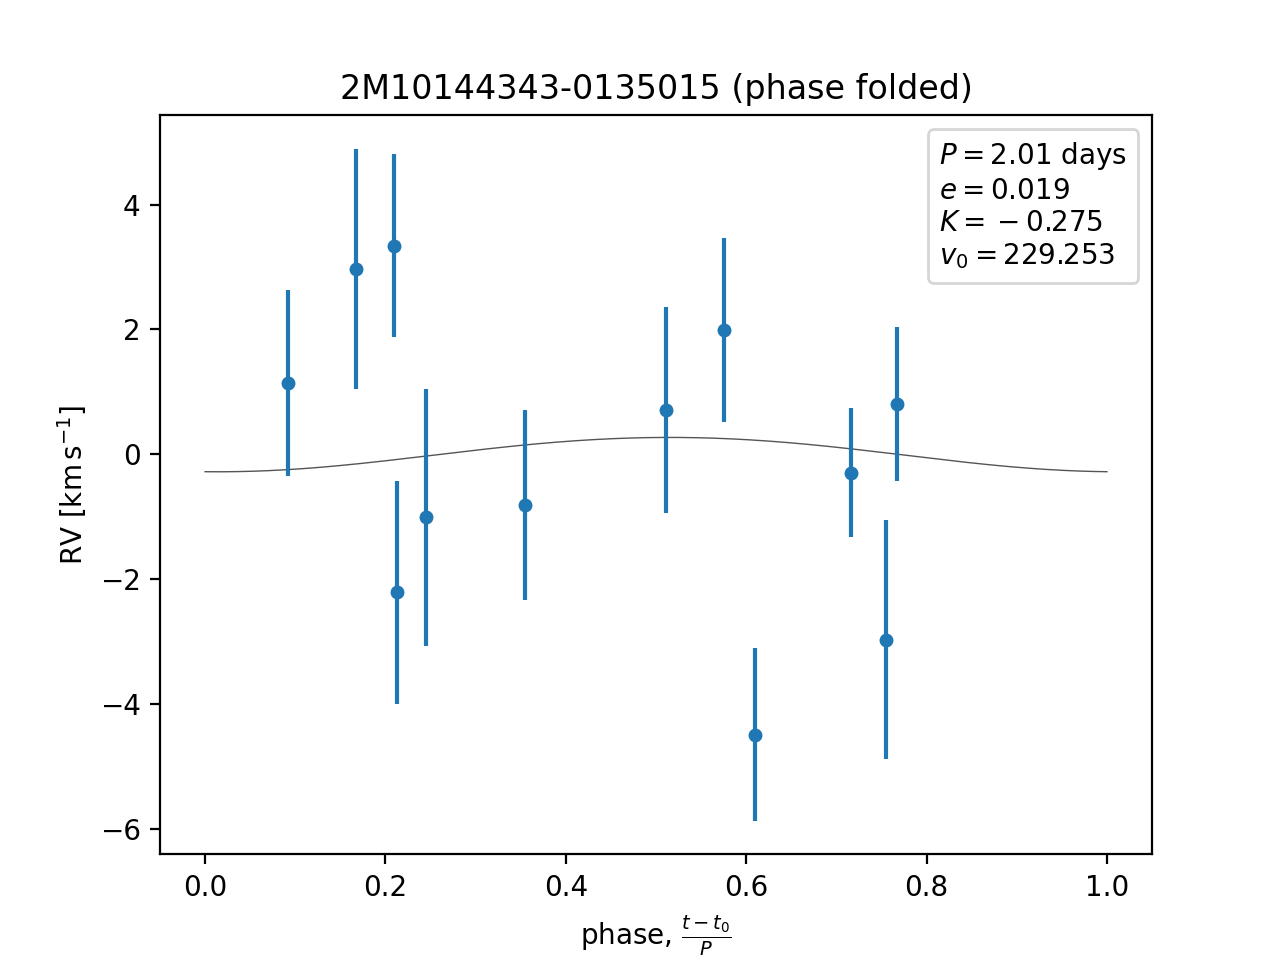 2M10144343-0135015 (phase folded)
P = 2.01 days
e = 0.019
K = −0.275
v₀ = 229.253
4
2
0
−2
−4
−6
RV [km s⁻¹]
0.0 0.2 0.4 0.6 0.8 1.0
phase, (t − t₀)/P